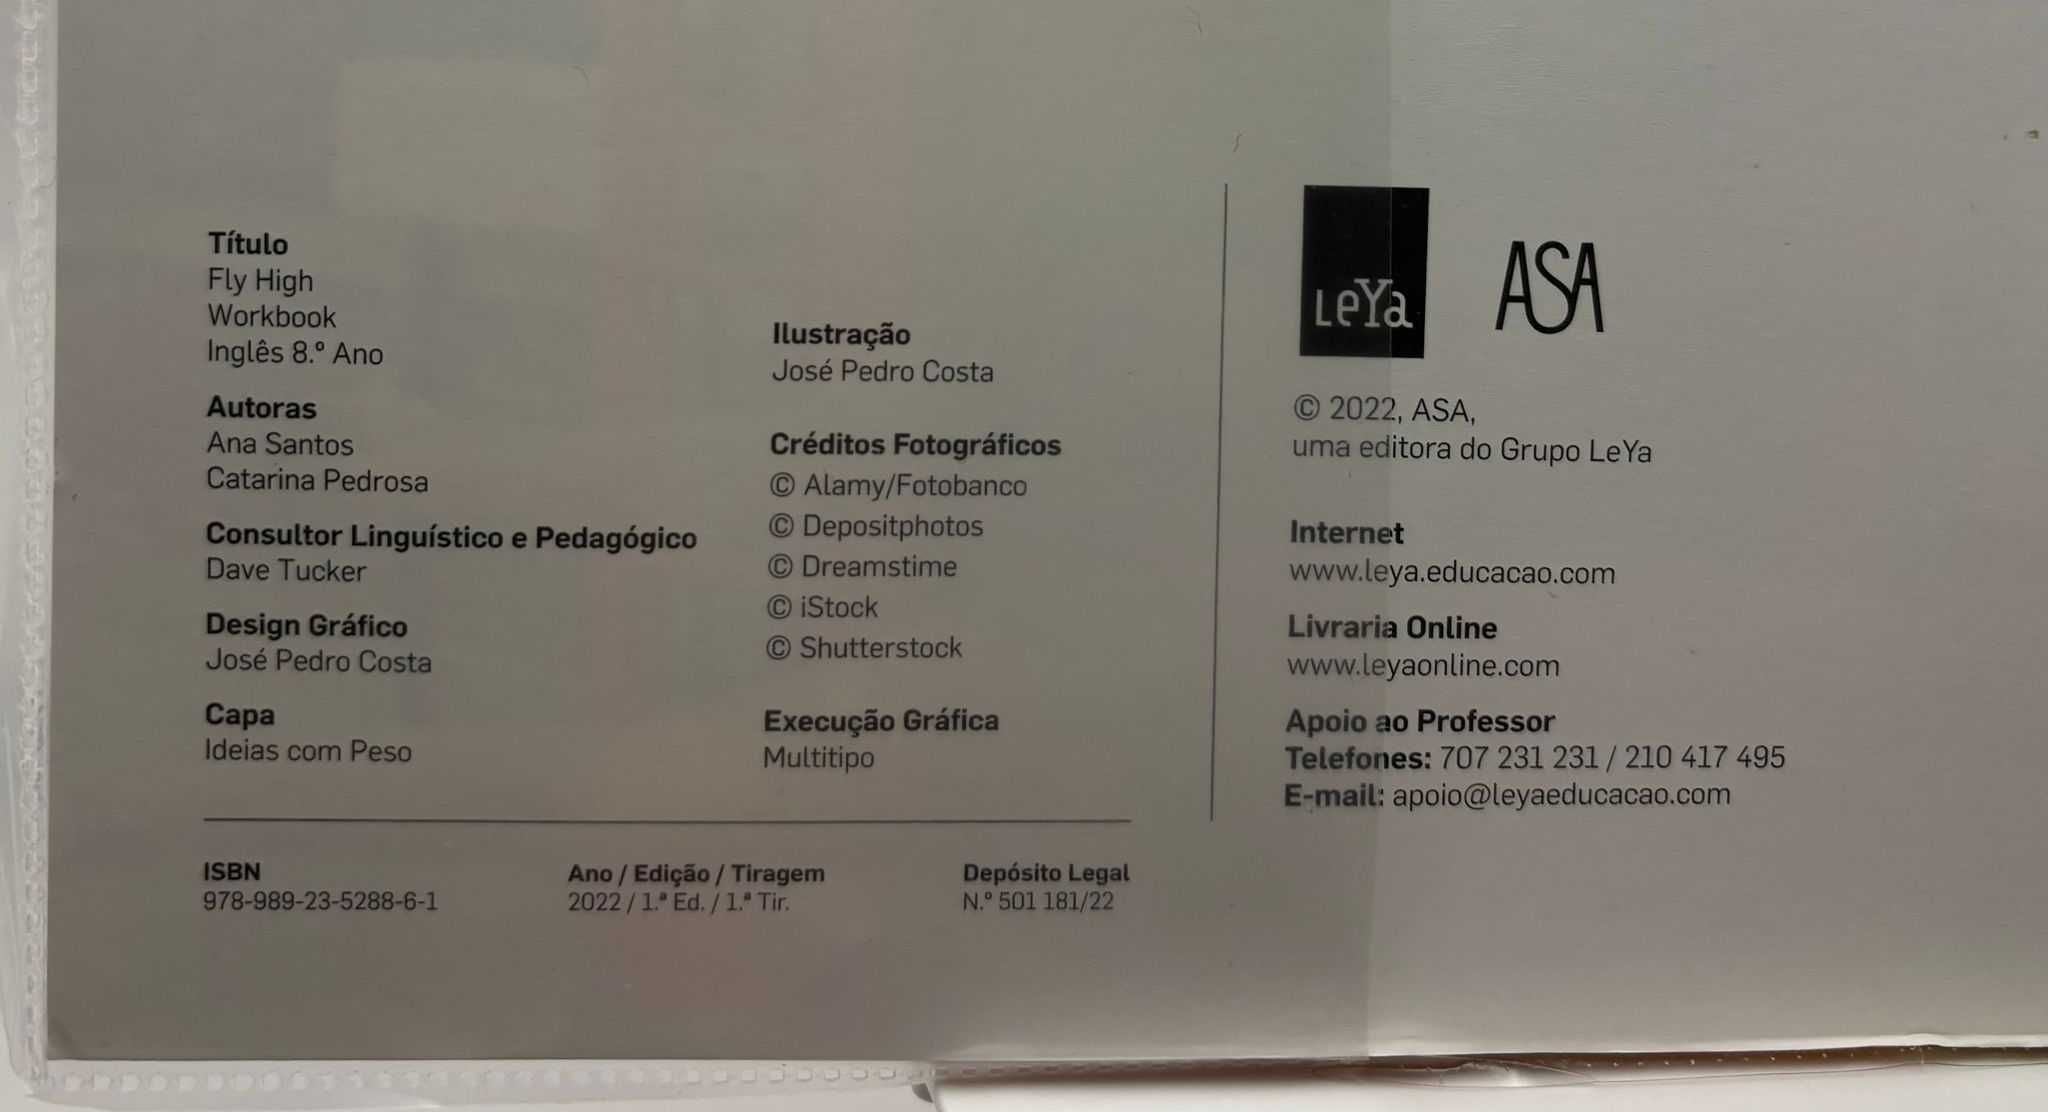 Título
Fly High
Workbook
Inglês 8.º Ano
Autoras
Ana Santos
Catarina Pedrosa
Consultor Linguístico e Pedagógico
Dave Tucker
Design Gráfico
José Pedro Costa
Capa
Ideias com Peso
Ilustração
José Pedro Costa
Créditos Fotográficos
© Alamy/Fotobanco
© Depositphotos
© Dreamstime
© iStock
© Shutterstock
Execução Gráfica
Multitipo
ISBN
978-989-23-5288-6-1
Ano / Edição / Tiragem
2022 / 1.ª Ed. / 1.ª Tir.
Depósito Legal
N.º 501 181/22
LeYa
ASA
© 2022, ASA,
uma editora do Grupo LeYa
Internet
www.leya.educacao.com
Livraria Online
www.leyaonline.com
Apoio ao Professor
Telefones: 707 231 231 / 210 417 495
E-mail: apoio@leyaeducacao.com